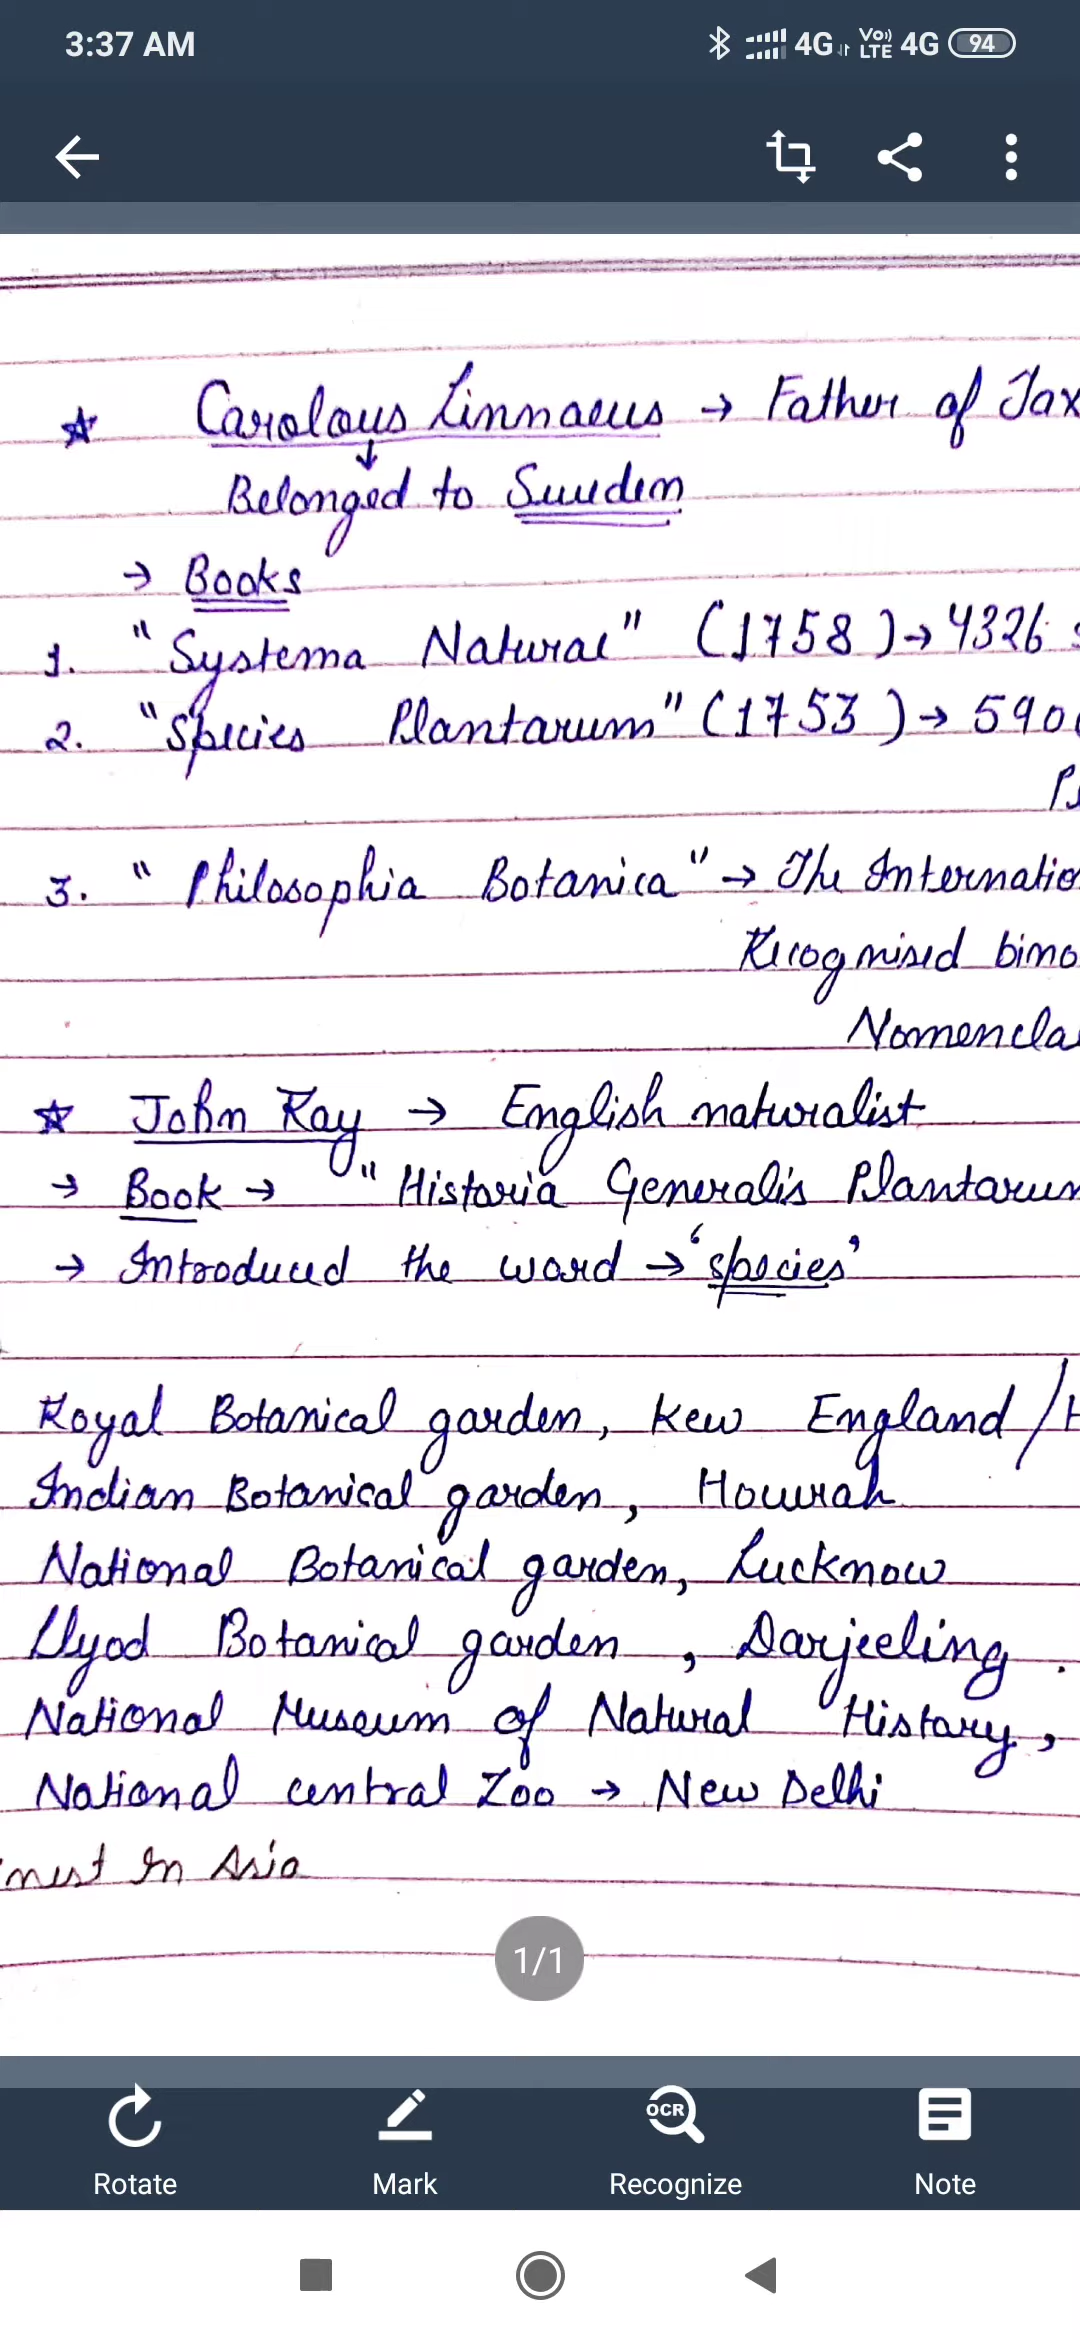 3:37 AM 4G VoLTE 4G 94
☆ Carolous Linnaeus → Father of Tax
↓
Belonged to Sweden
→ Books
1. "Systema Naturae" (1758) → 4326 s
2. "Species Plantarum" (1753) → 590
Ps
3. "Philosophia Botanica" → The Internatio
Recognised bino
Nomencla
☆ John Ray → English naturalist
→ Book → "Historia Generalis Plantarum
→ Introduced the word → 'species'
Royal Botanical garden, Kew England /
Indian Botanical garden, Howrah
National Botanical garden, Lucknow
Llyod Botanical garden, Darjeeling.
National Museum of Natural History,
National central Zoo → New Delhi
In Asia
1/1
Rotate Mark OCR Recognize Note